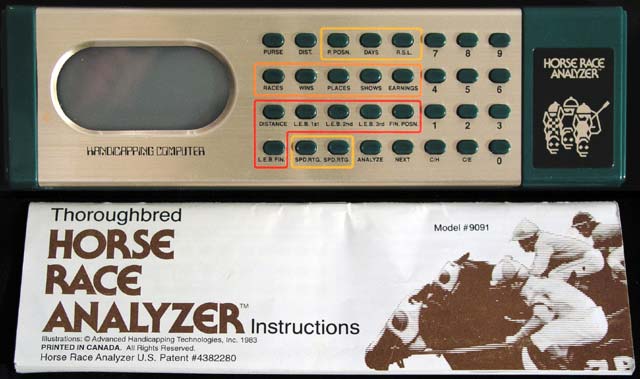 PURSE DIST. P. POSN. DAYS R.S.L. 7 8 9
HORSE RACE
ANALYZER™
RACES WINS PLACES SHOWS EARNINGS 4 5 6
DISTANCE L.E.B. 1st L.E.B. 2nd L.E.B. 3rd FIN. POSN. 1 2 3
HANDICAPPING COMPUTER
L.E.B FIN. SPD.RTG. SPD.RTG. ANALYZE NEXT C/H C/E 0
Thoroughbred
Model #9091
HORSE
RACE
ANALYZER™ Instructions
Illustrations: © Advanced Handicapping Technologies, Inc. 1983
PRINTED IN CANADA. All Rights Reserved.
Horse Race Analyzer U.S. Patent #4382280